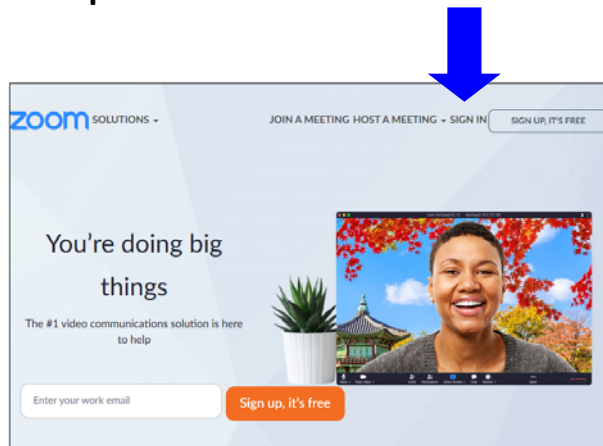 zoom SOLUTIONS JOIN A MEETING HOST A MEETING SIGN IN SIGN UP, IT'S FREE
You're doing big
things
The #1 video communications solution is here
to help
Enter your work email Sign up, it's free